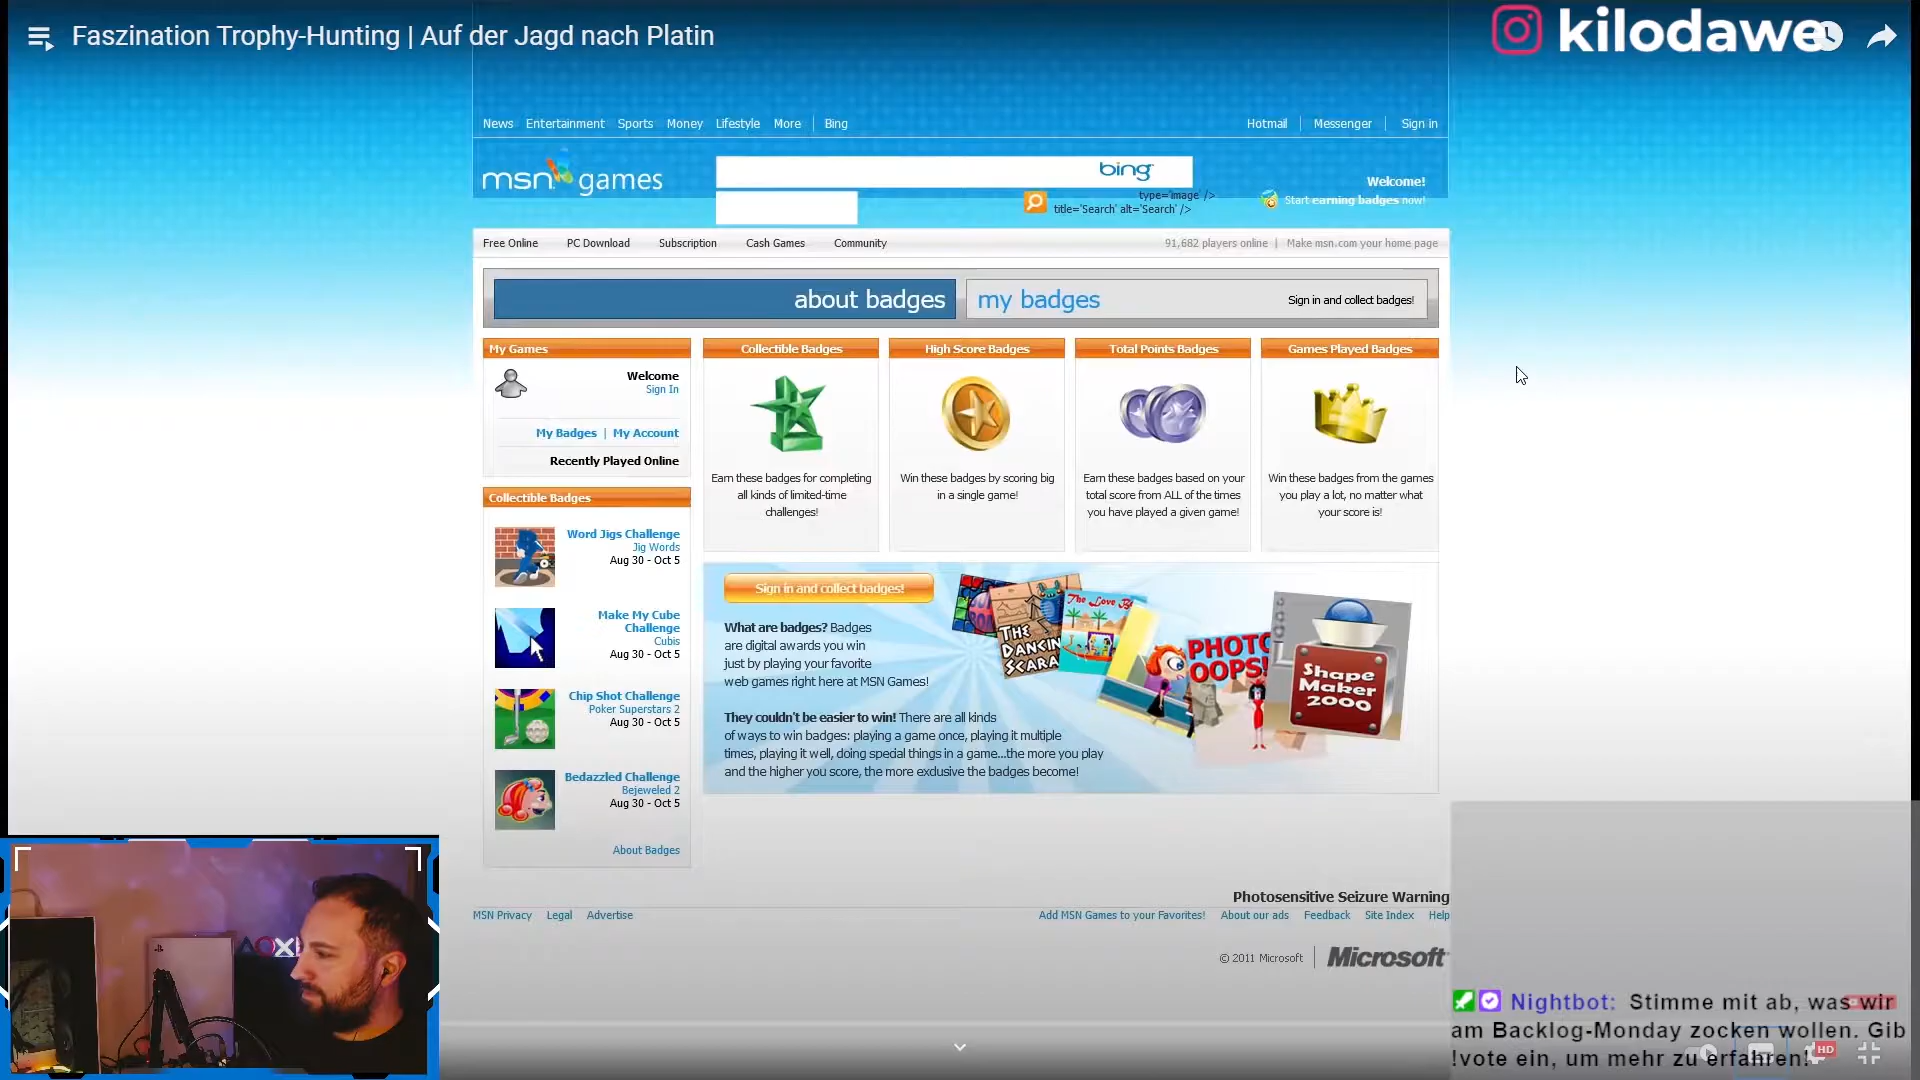 Faszination Trophy-Hunting | Auf der Jagd nach Platin
kilodawe
News Entertainment Sports Money Lifestyle More | Bing
Hotmail | Messenger | Sign in
msn games
bing
type='image' />
title='Search' alt='Search' />
Welcome!
Start earning badges now!
Free Online PC Download Subscription Cash Games Community
91,682 players online | Make msn.com your home page
about badges
my badges
Sign in and collect badges!
My Games
Welcome
Sign In
My Badges | My Account
Recently Played Online
Collectible Badges
Word Jigs Challenge
Jig Words
Aug 30 - Oct 5
Make My Cube
Challenge
Cubis
Aug 30 - Oct 5
Chip Shot Challenge
Poker Superstars 2
Aug 30 - Oct 5
Bedazzled Challenge
Bejeweled 2
Aug 30 - Oct 5
About Badges
Collectible Badges
Earn these badges for completing
all kinds of limited-time
challenges!
High Score Badges
Win these badges by scoring big
in a single game!
Total Points Badges
Earn these badges based on your
total score from ALL of the times
you have played a given game!
Games Played Badges
Win these badges from the games
you play a lot, no matter what
your score is!
Sign in and collect badges!
What are badges? Badges
are digital awards you win
just by playing your favorite
web games right here at MSN Games!
They couldn't be easier to win! There are all kinds
of ways to win badges: playing a game once, playing it multiple
times, playing it well, doing special things in a game...the more you play
and the higher you score, the more exclusive the badges become!
THE
DANCIN
SCARA
The Love B
PHOTO
OOPS!
Shape
Maker
2000
Photosensitive Seizure Warning
MSN Privacy Legal Advertise
Add MSN Games to your Favorites! About our ads Feedback Site Index Help
© 2011 Microsoft | Microsoft
Nightbot: Stimme mit ab, was wir
am Backlog-Monday zocken wollen. Gib
!vote ein, um mehr zu erfahren!
HD